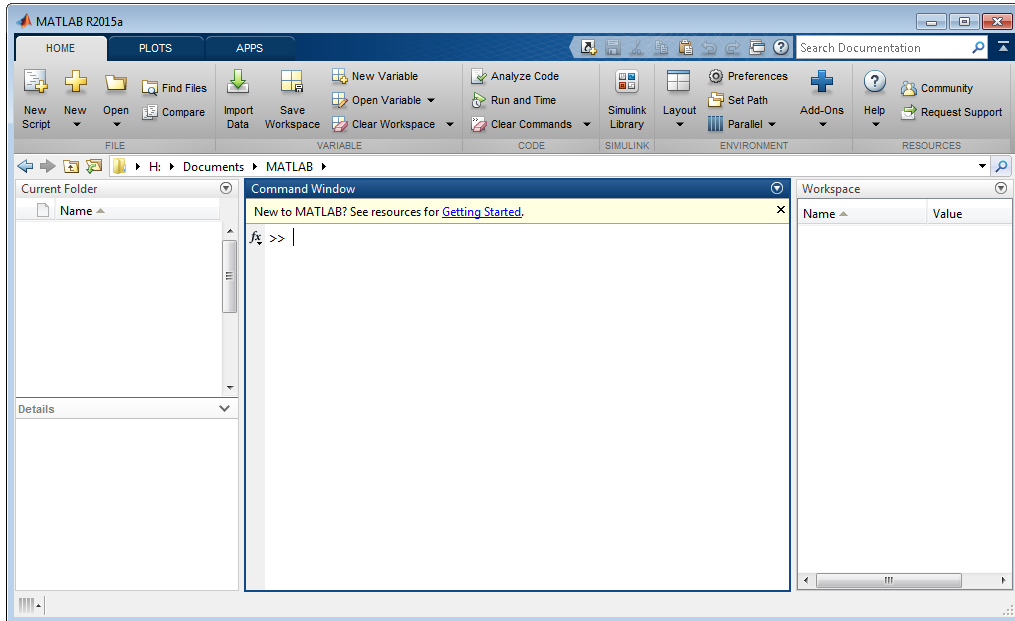 MATLAB R2015a
HOME PLOTS APPS
Search Documentation
New Script
New
Open
Find Files
Compare
FILE
Import Data
Save Workspace
New Variable
Open Variable
Clear Workspace
VARIABLE
Analyze Code
Run and Time
Clear Commands
CODE
Simulink Library
SIMULINK
Layout
Preferences
Set Path
Parallel
Add-Ons
ENVIRONMENT
Help
Community
Request Support
RESOURCES
H: Documents MATLAB
Current Folder
Name
Details
Command Window
New to MATLAB? See resources for Getting Started.
fx >>
Workspace
Name Value